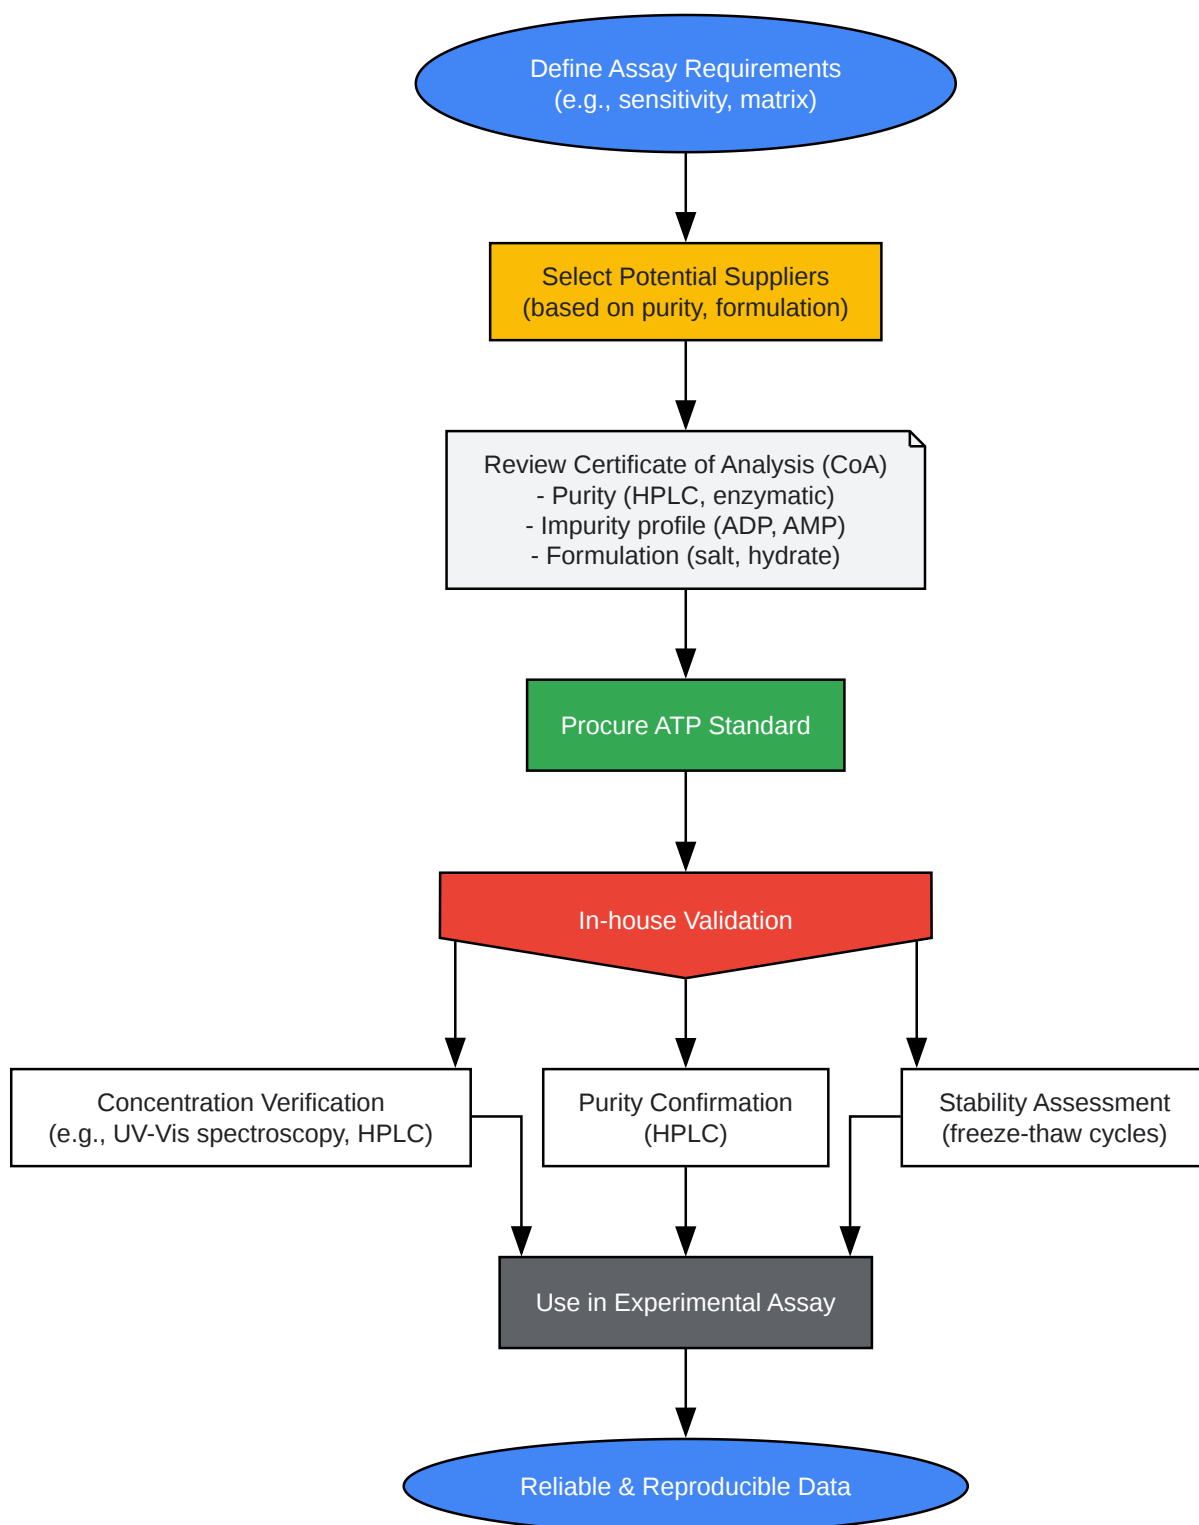 Define Assay Requirements
(e.g., sensitivity, matrix)
Select Potential Suppliers
(based on purity, formulation)
Review Certificate of Analysis (CoA)
- Purity (HPLC, enzymatic)
- Impurity profile (ADP, AMP)
- Formulation (salt, hydrate)
Procure ATP Standard
In-house Validation
Concentration Verification
(e.g., UV-Vis spectroscopy, HPLC)
Purity Confirmation
(HPLC)
Stability Assessment
(freeze-thaw cycles)
Use in Experimental Assay
Reliable & Reproducible Data